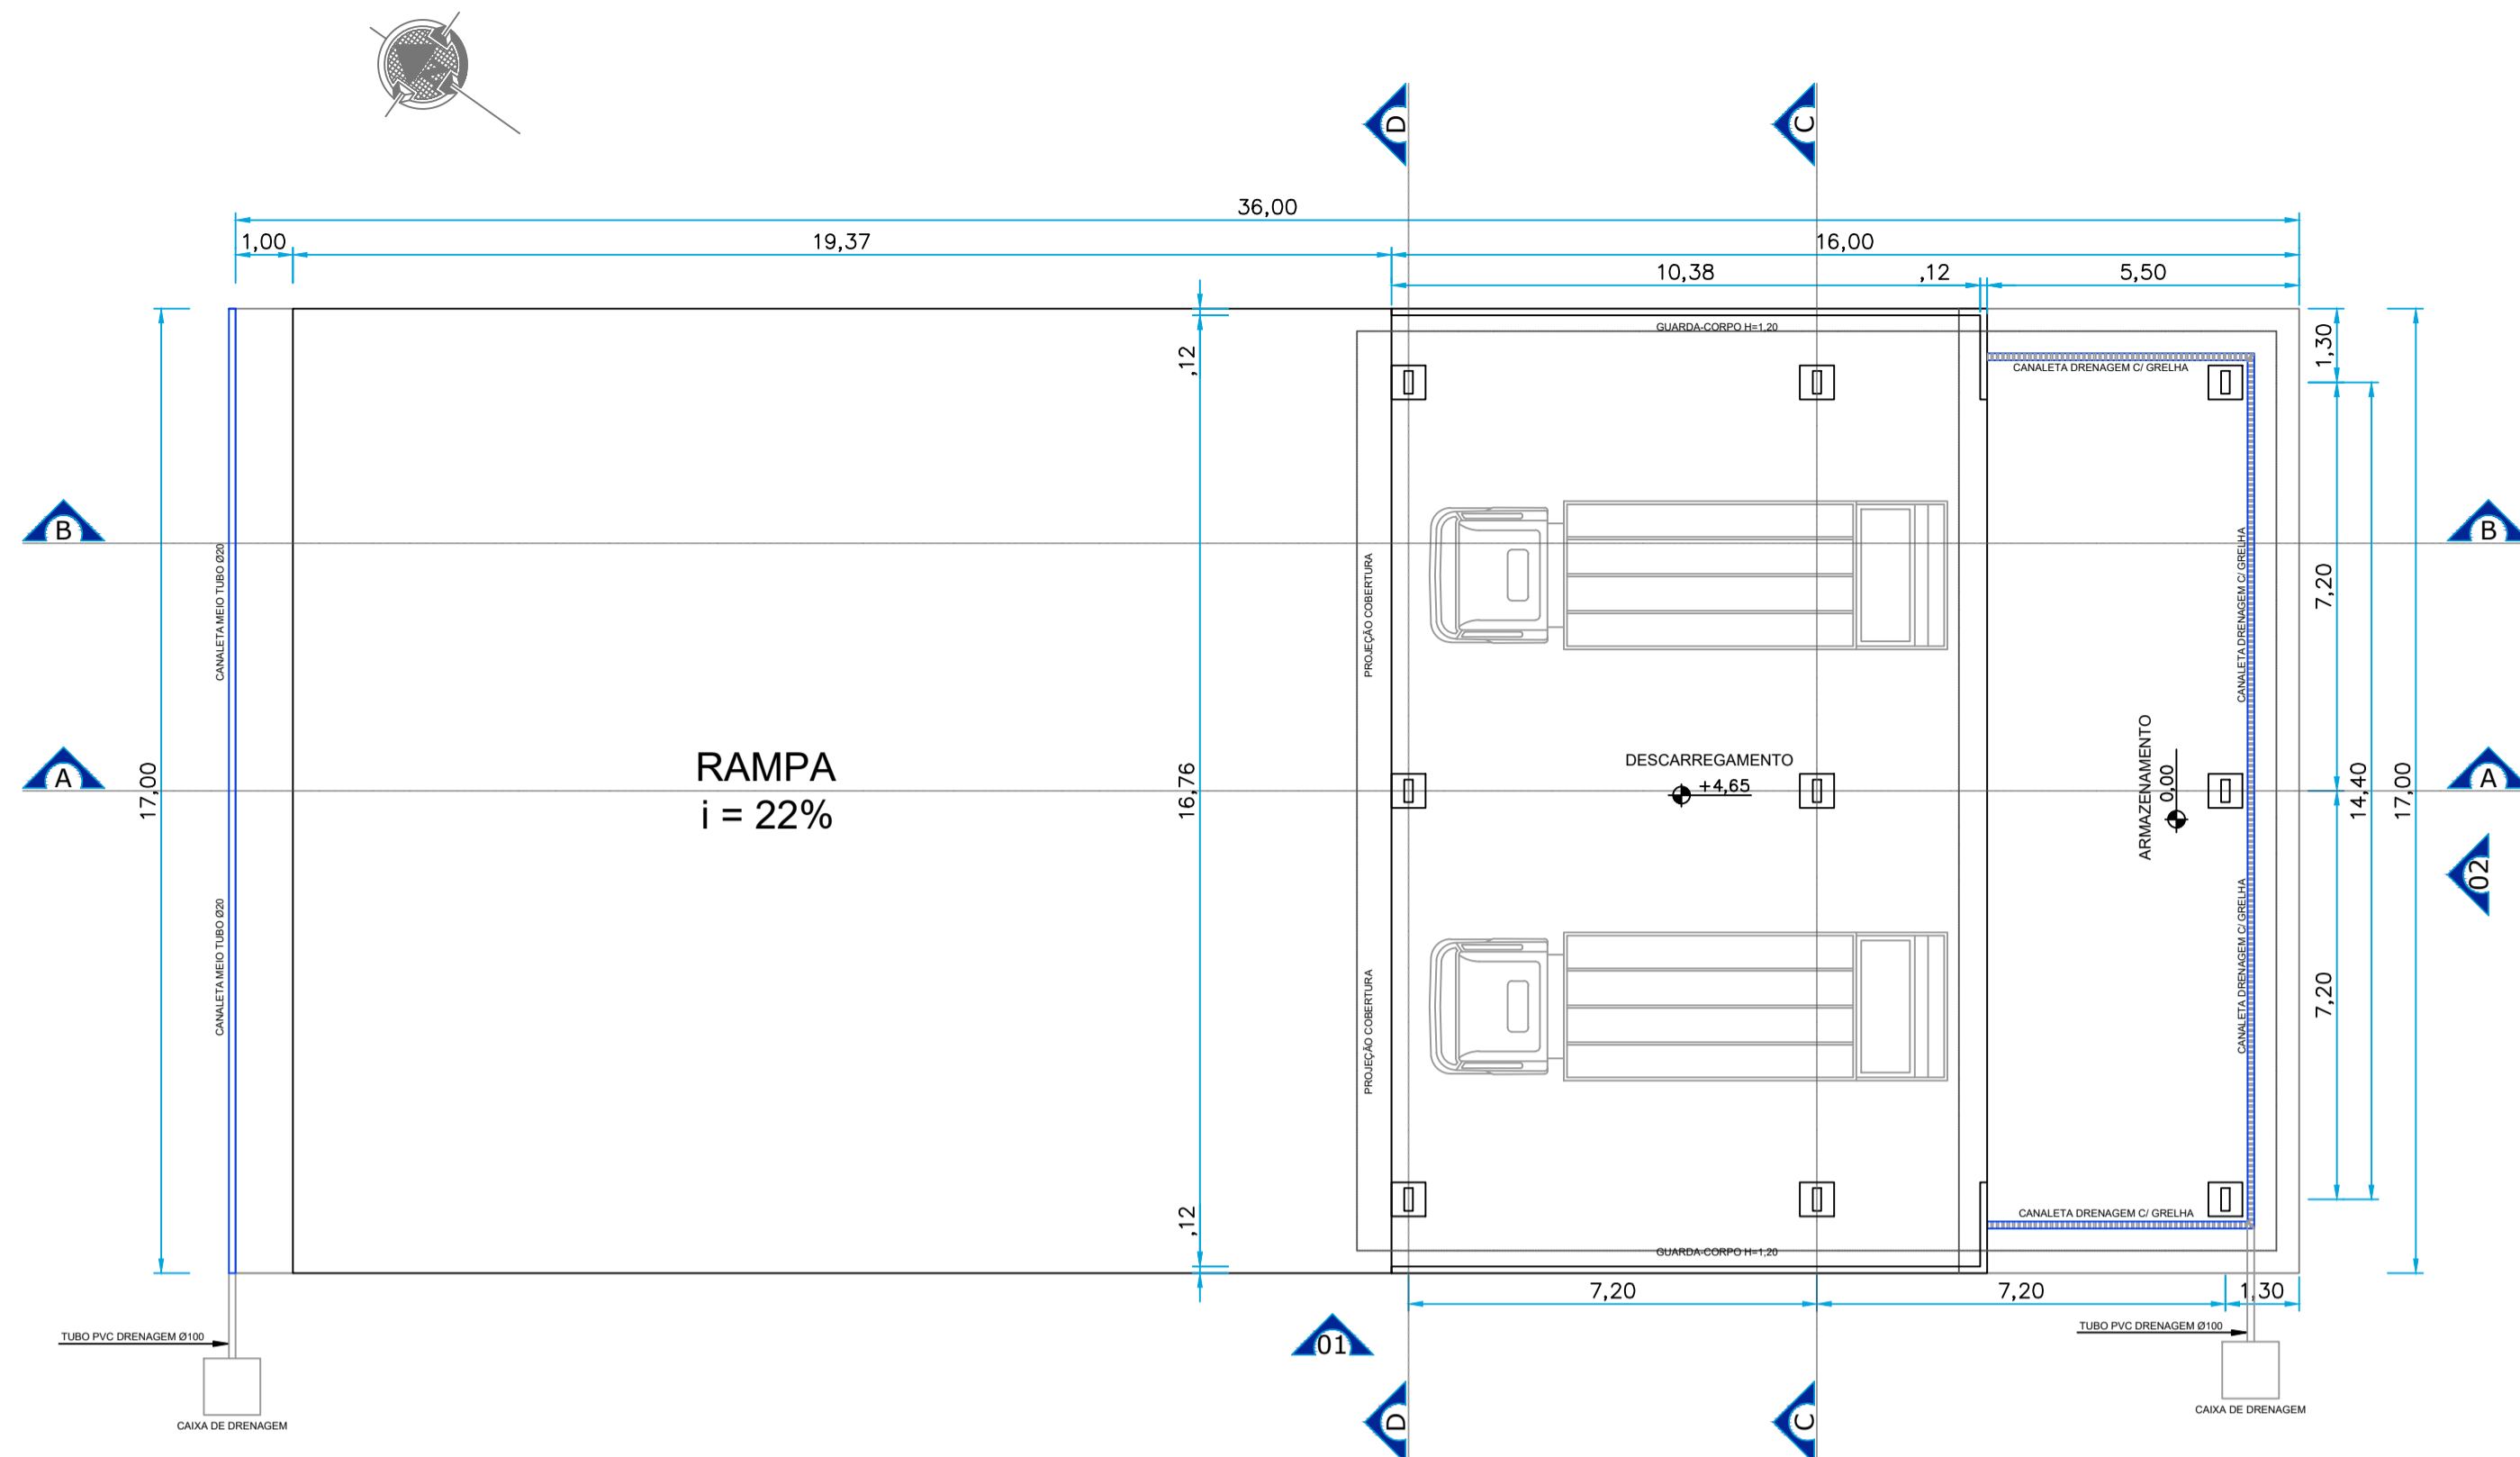 D
C
36,00
1,00
19,37
16,00
10,38
,12
5,50
GUARDA-CORPO H=1,20
,12
1,30
CANALETA DRENAGEM C/ GRELHA
B
B
CANALETA MEIO TUBO Ø20
PROJEÇÃO COBERTURA
CANALETA DRENAGEM C/ GRELHA
7,20
RAMPA
i = 22%
DESCARREGAMENTO
+4,65
ARMAZENAMENTO
0,00
A
A
17,00
16,76
14,40
17,00
02
CANALETA MEIO TUBO Ø20
PROJEÇÃO COBERTURA
CANALETA DRENAGEM C/ GRELHA
7,20
,12
CANALETA DRENAGEM C/ GRELHA
GUARDA-CORPO H=1,20
7,20
7,20
1,30
TUBO PVC DRENAGEM Ø100
01
TUBO PVC DRENAGEM Ø100
CAIXA DE DRENAGEM
D
C
CAIXA DE DRENAGEM